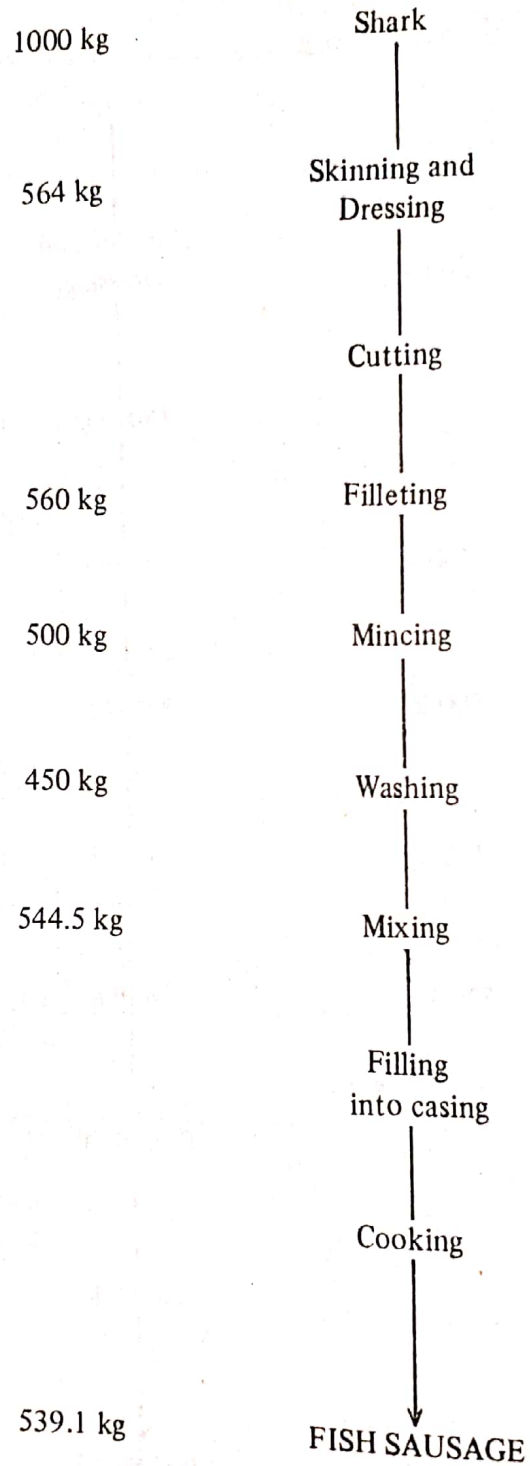 1000 kg Shark
564 kg Skinning and
Dressing
Cutting
560 kg Filleting
500 kg Mincing
450 kg Washing
544.5 kg Mixing
Filling
into casing
Cooking
539.1 kg FISH SAUSAGE